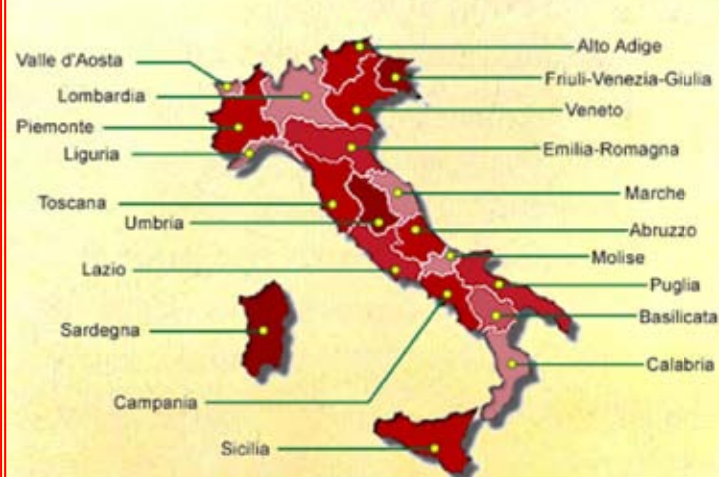 Alto Adige
Valle d'Aosta
Friuli-Venezia-Giulia
Lombardia
Veneto
Piemonte
Emilia-Romagna
Liguria
Marche
Toscana
Umbria
Abruzzo
Molise
Lazio
Puglia
Basilicata
Sardegna
Calabria
Campania
Sicilia